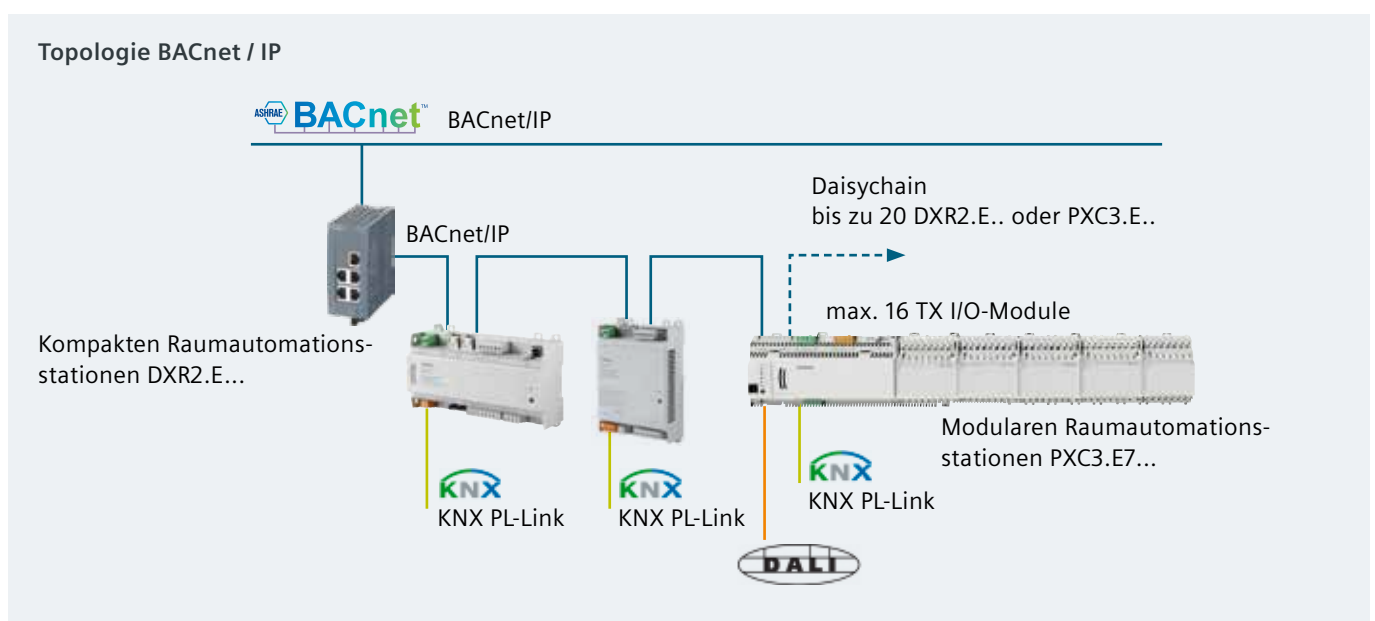 Topologie BACnet / IP
ASHRAE BACnet™ BACnet/IP
Daisychain
bis zu 20 DXR2.E.. oder PXC3.E..
BACnet/IP
max. 16 TX I/O-Module
Kompakten Raumautomations-
stationen DXR2.E...
Modularen Raumautomations-
stationen PXC3.E7...
KNX
KNX PL-Link
KNX
KNX PL-Link
KNX
KNX PL-Link
DALI